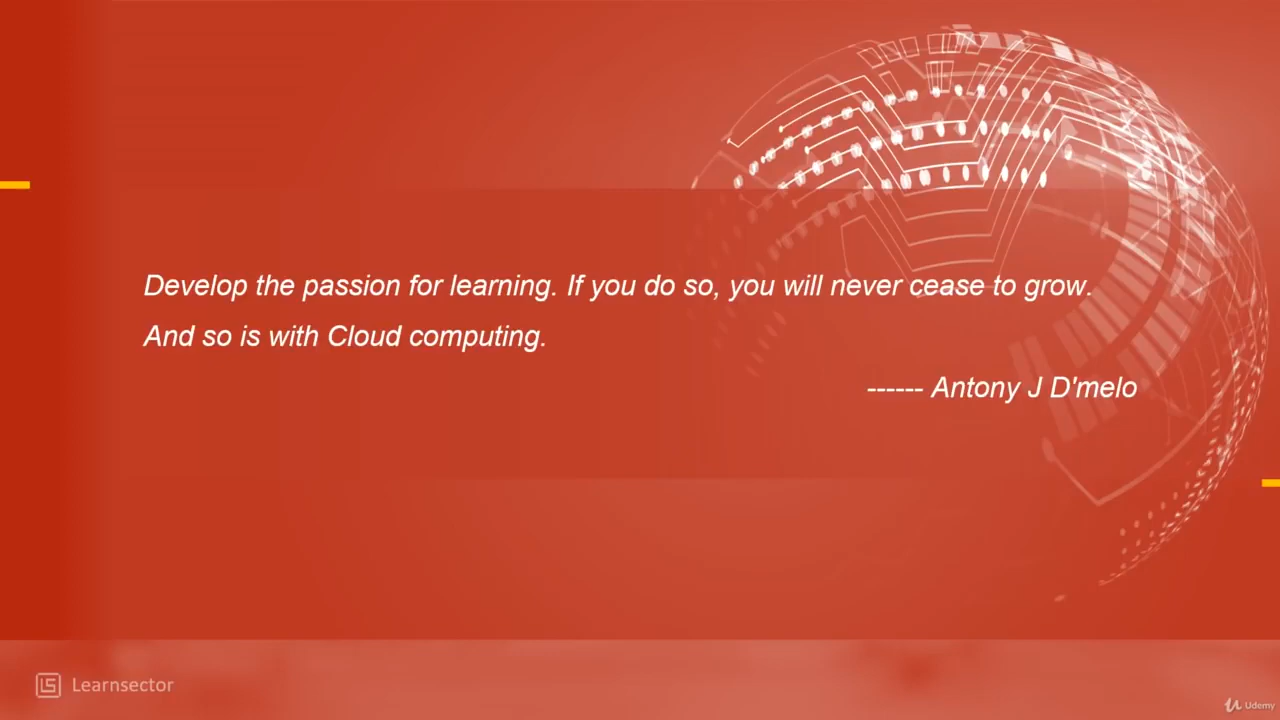 Develop the passion for learning. If you do so, you will never cease to grow.
And so is with Cloud computing.
------ Antony J D'melo
LS Learnsector
Udemy